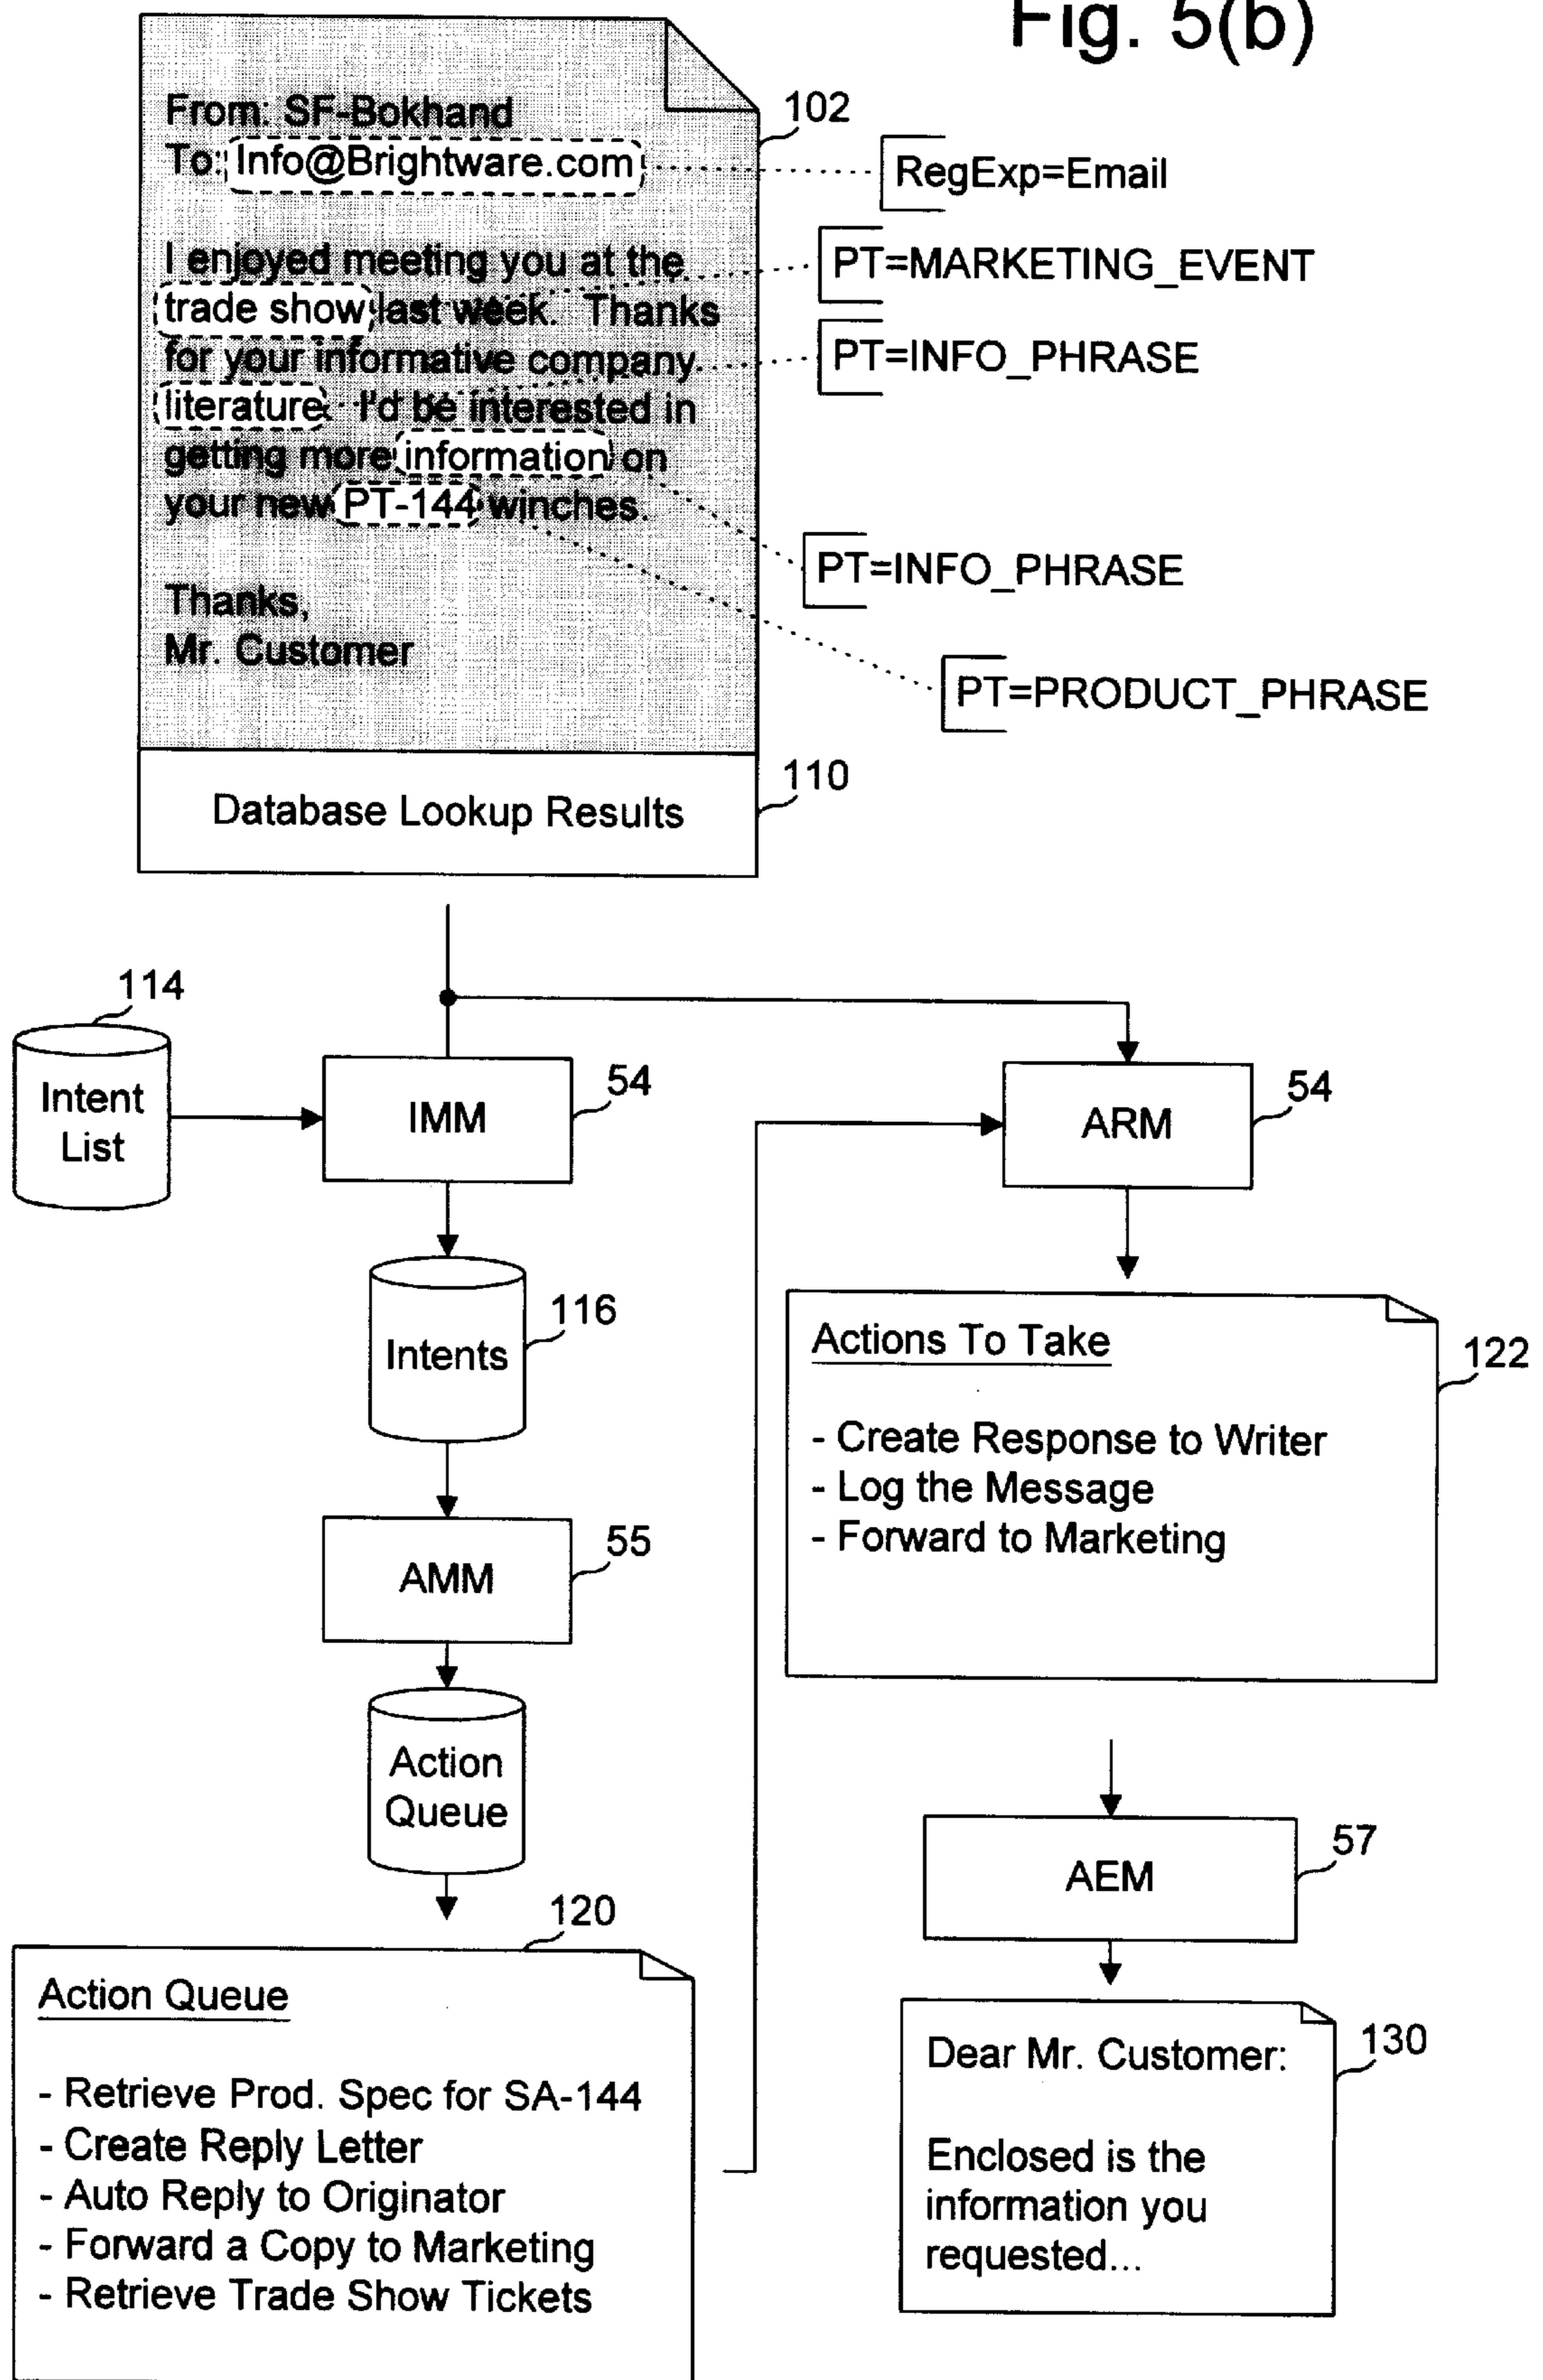 Fig. 5(b)
From: SF-Bokhand
To: Info@Brightware.com
I enjoyed meeting you at the
trade show last week. Thanks
for your informative company
literature. I'd be interested in
getting more information on
your new PT-144 winches.
Thanks,
Mr. Customer
102
RegExp=Email
PT=MARKETING_EVENT
PT=INFO_PHRASE
PT=INFO_PHRASE
PT=PRODUCT_PHRASE
Database Lookup Results
110
114
Intent
List
IMM
54
ARM
54
Intents
116
AMM
55
Action
Queue
120
Action Queue
- Retrieve Prod. Spec for SA-144
- Create Reply Letter
- Auto Reply to Originator
- Forward a Copy to Marketing
- Retrieve Trade Show Tickets
Actions To Take
- Create Response to Writer
- Log the Message
- Forward to Marketing
122
AEM
57
Dear Mr. Customer:
Enclosed is the
information you
requested...
130